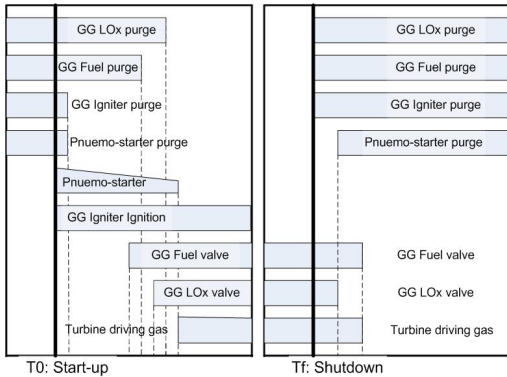 GG LOx purge
GG Fuel purge
GG Igniter purge
Pnuemo-starter purge
Pnuemo-starter
GG Igniter Ignition
GG Fuel valve
GG LOx valve
Turbine driving gas
T0: Start-up
GG LOx purge
GG Fuel purge
GG Igniter purge
Pnuemo-starter purge
GG Fuel valve
GG LOx valve
Turbine driving gas
Tf: Shutdown